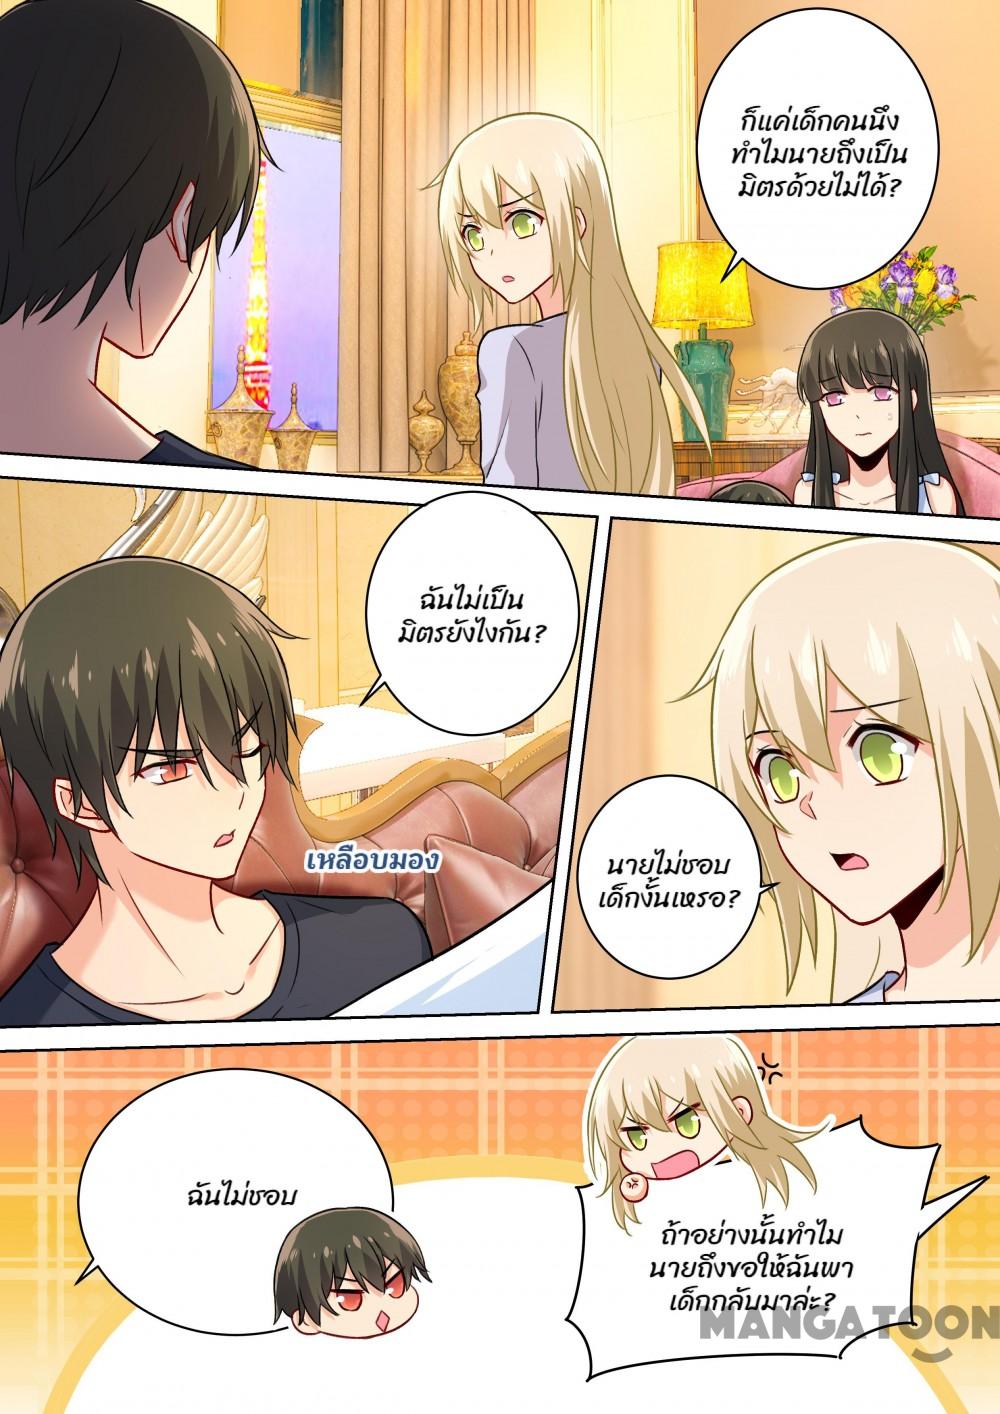 ก็แค่เด็กคนนึง
ทำไมนายถึงเป็น
มิตรด้วยไม่ได้?
ฉันไม่เป็น
มิตรยังไงกัน?
เหลือบมอง
นายไม่ชอบ
เด็กงั้นเหรอ?
ฉันไม่ชอบ
ถ้าอย่างนั้นทำไม
นายถึงขอให้ฉันพา
เด็กกลับมาล่ะ?
MANGATOON